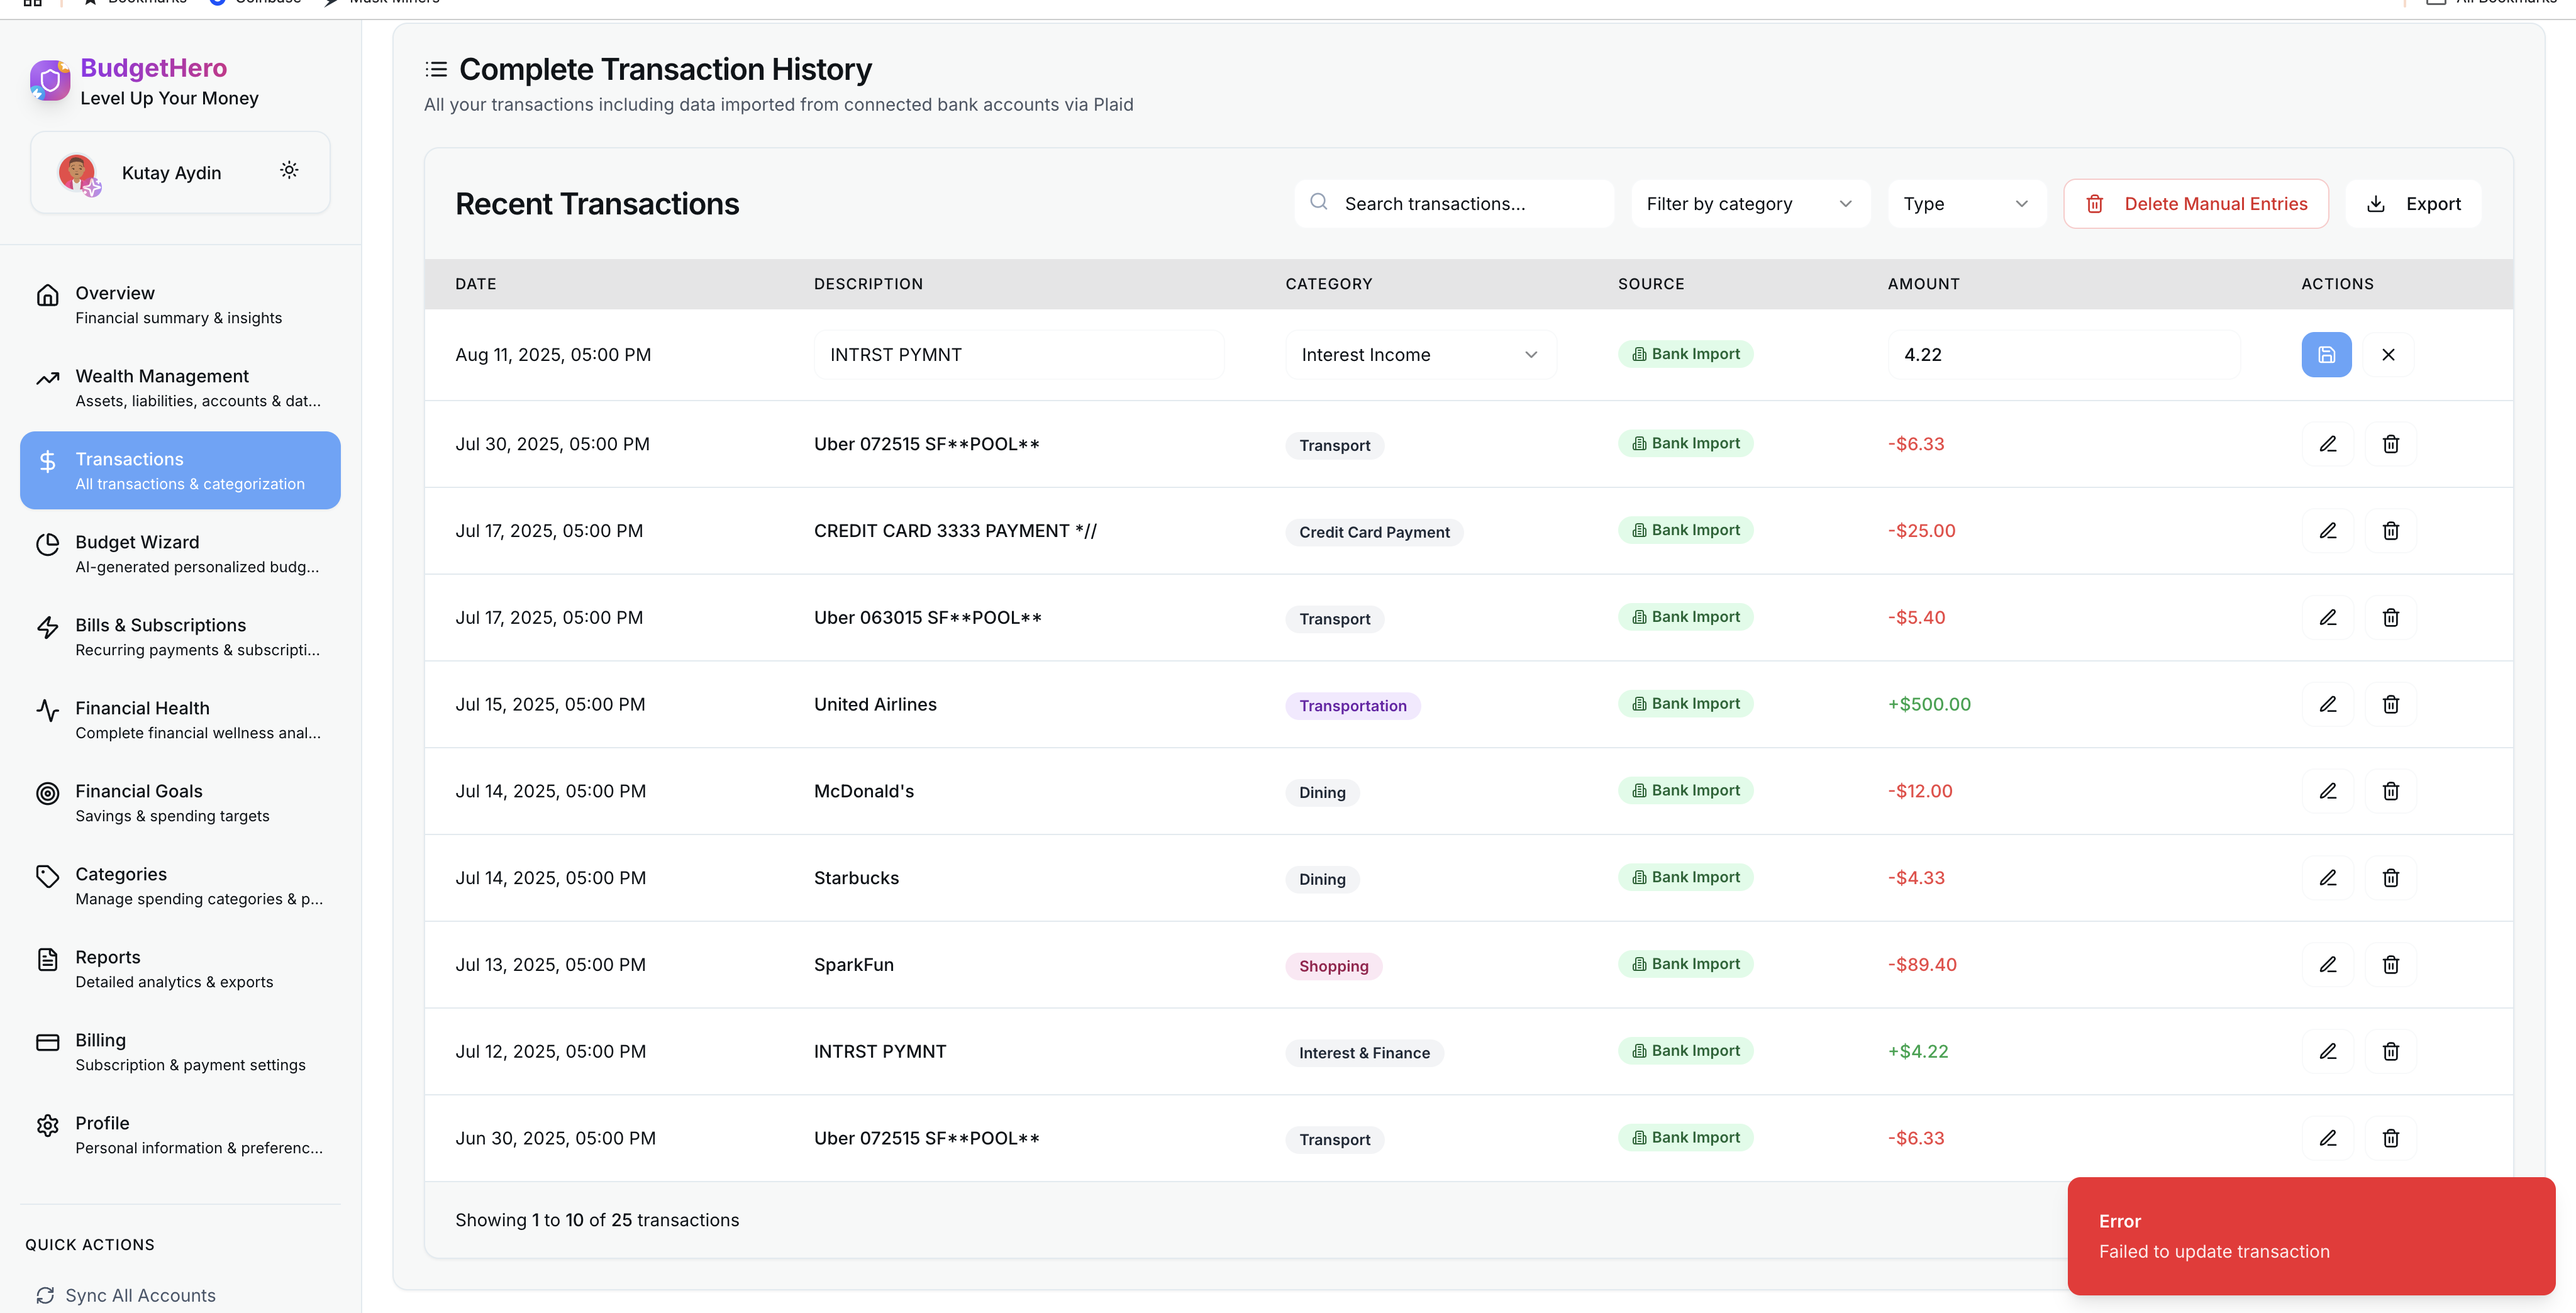 Bookmarks
Coinbase
Mask Miners
All Bookmarks
BudgetHero
Level Up Your Money
Kutay Aydin
Overview
Financial summary & insights
Wealth Management
Assets, liabilities, accounts & dat...
Transactions
All transactions & categorization
Budget Wizard
AI-generated personalized budg...
Bills & Subscriptions
Recurring payments & subscripti...
Financial Health
Complete financial wellness anal...
Financial Goals
Savings & spending targets
Categories
Manage spending categories & p...
Reports
Detailed analytics & exports
Billing
Subscription & payment settings
Profile
Personal information & preferenc...
QUICK ACTIONS
Sync All Accounts
Complete Transaction History
All your transactions including data imported from connected bank accounts via Plaid
Recent Transactions
Search transactions...
Filter by category
Type
Delete Manual Entries
Export
DATE DESCRIPTION CATEGORY SOURCE AMOUNT ACTIONS
Aug 11, 2025, 05:00 PM INTRST PYMNT Interest Income Bank Import 4.22
Jul 30, 2025, 05:00 PM Uber 072515 SF**POOL** Transport Bank Import -$6.33
Jul 17, 2025, 05:00 PM CREDIT CARD 3333 PAYMENT *// Credit Card Payment Bank Import -$25.00
Jul 17, 2025, 05:00 PM Uber 063015 SF**POOL** Transport Bank Import -$5.40
Jul 15, 2025, 05:00 PM United Airlines Transportation Bank Import +$500.00
Jul 14, 2025, 05:00 PM McDonald's Dining Bank Import -$12.00
Jul 14, 2025, 05:00 PM Starbucks Dining Bank Import -$4.33
Jul 13, 2025, 05:00 PM SparkFun Shopping Bank Import -$89.40
Jul 12, 2025, 05:00 PM INTRST PYMNT Interest & Finance Bank Import +$4.22
Jun 30, 2025, 05:00 PM Uber 072515 SF**POOL** Transport Bank Import -$6.33
Showing 1 to 10 of 25 transactions
Error
Failed to update transaction